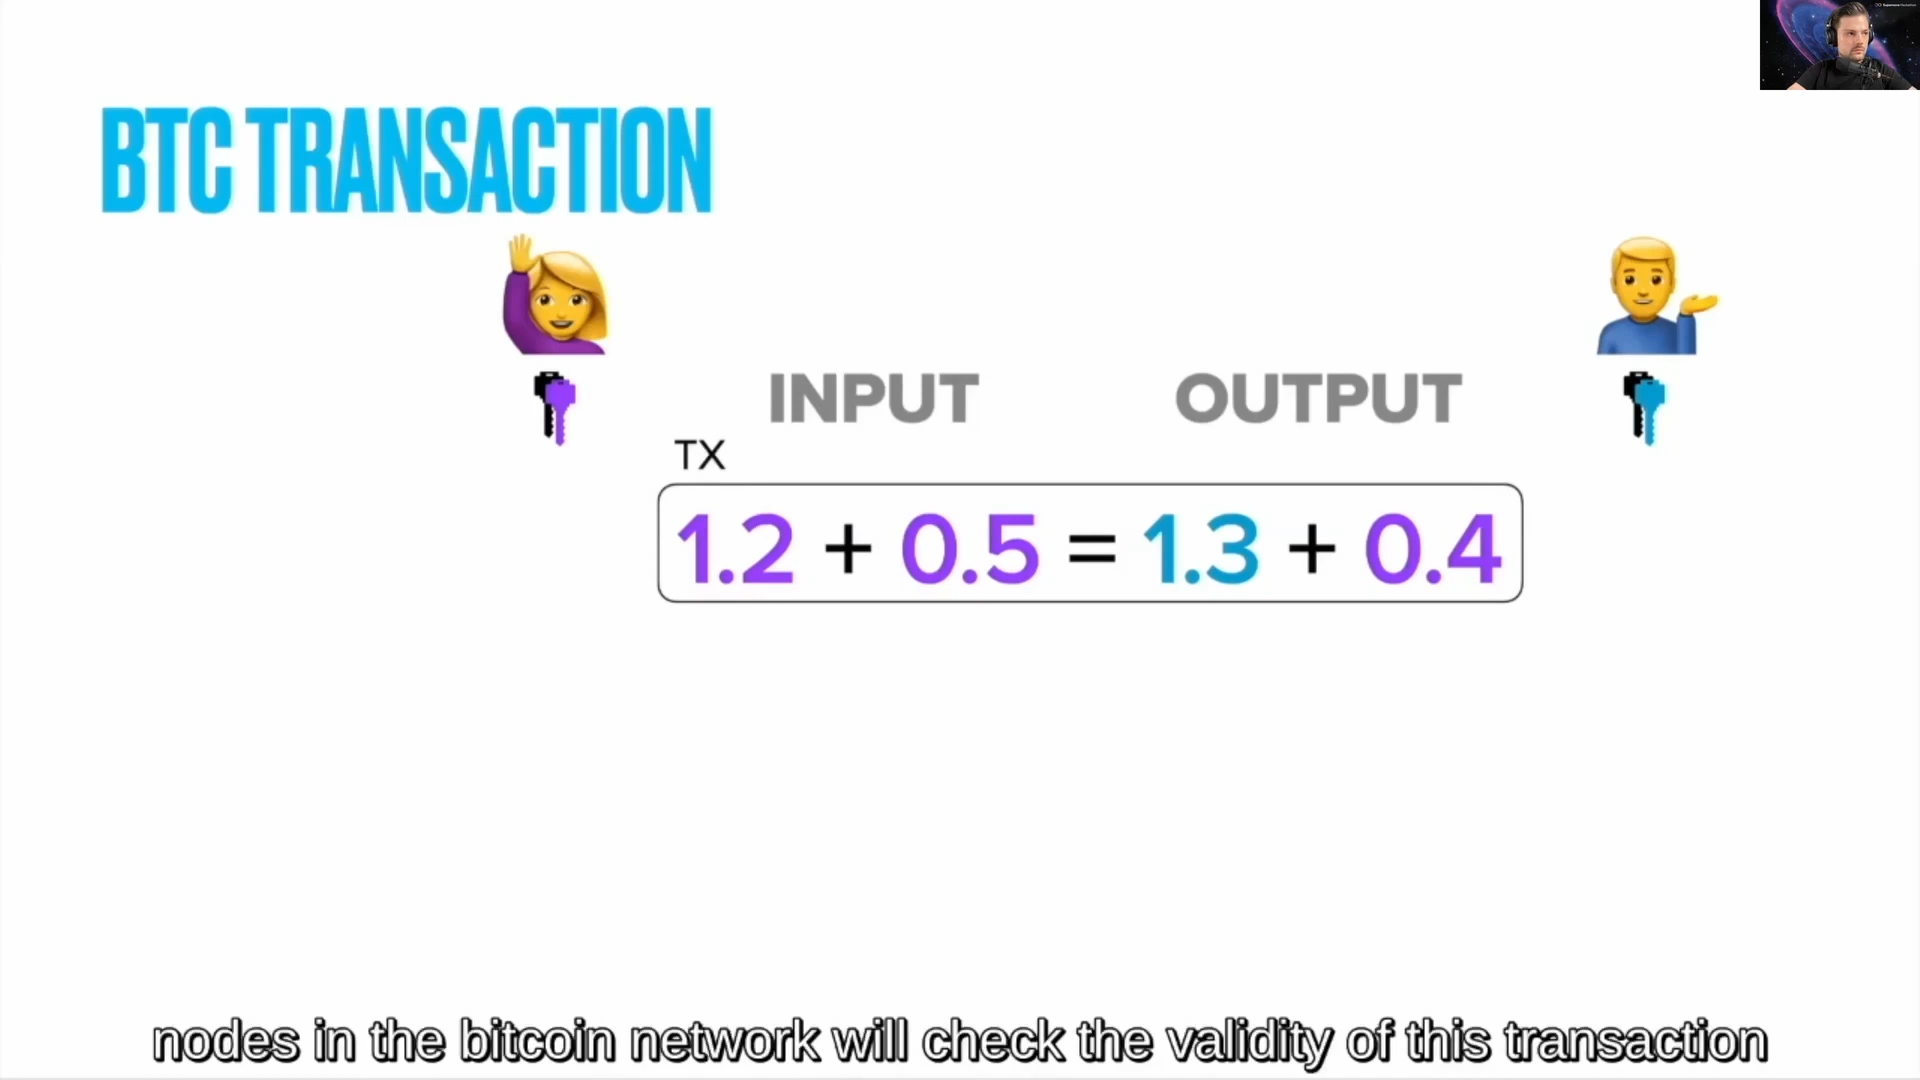 BTC TRANSACTION
INPUT OUTPUT
TX
1.2 + 0.5 = 1.3 + 0.4
nodes in the bitcoin network will check the validity of this transaction